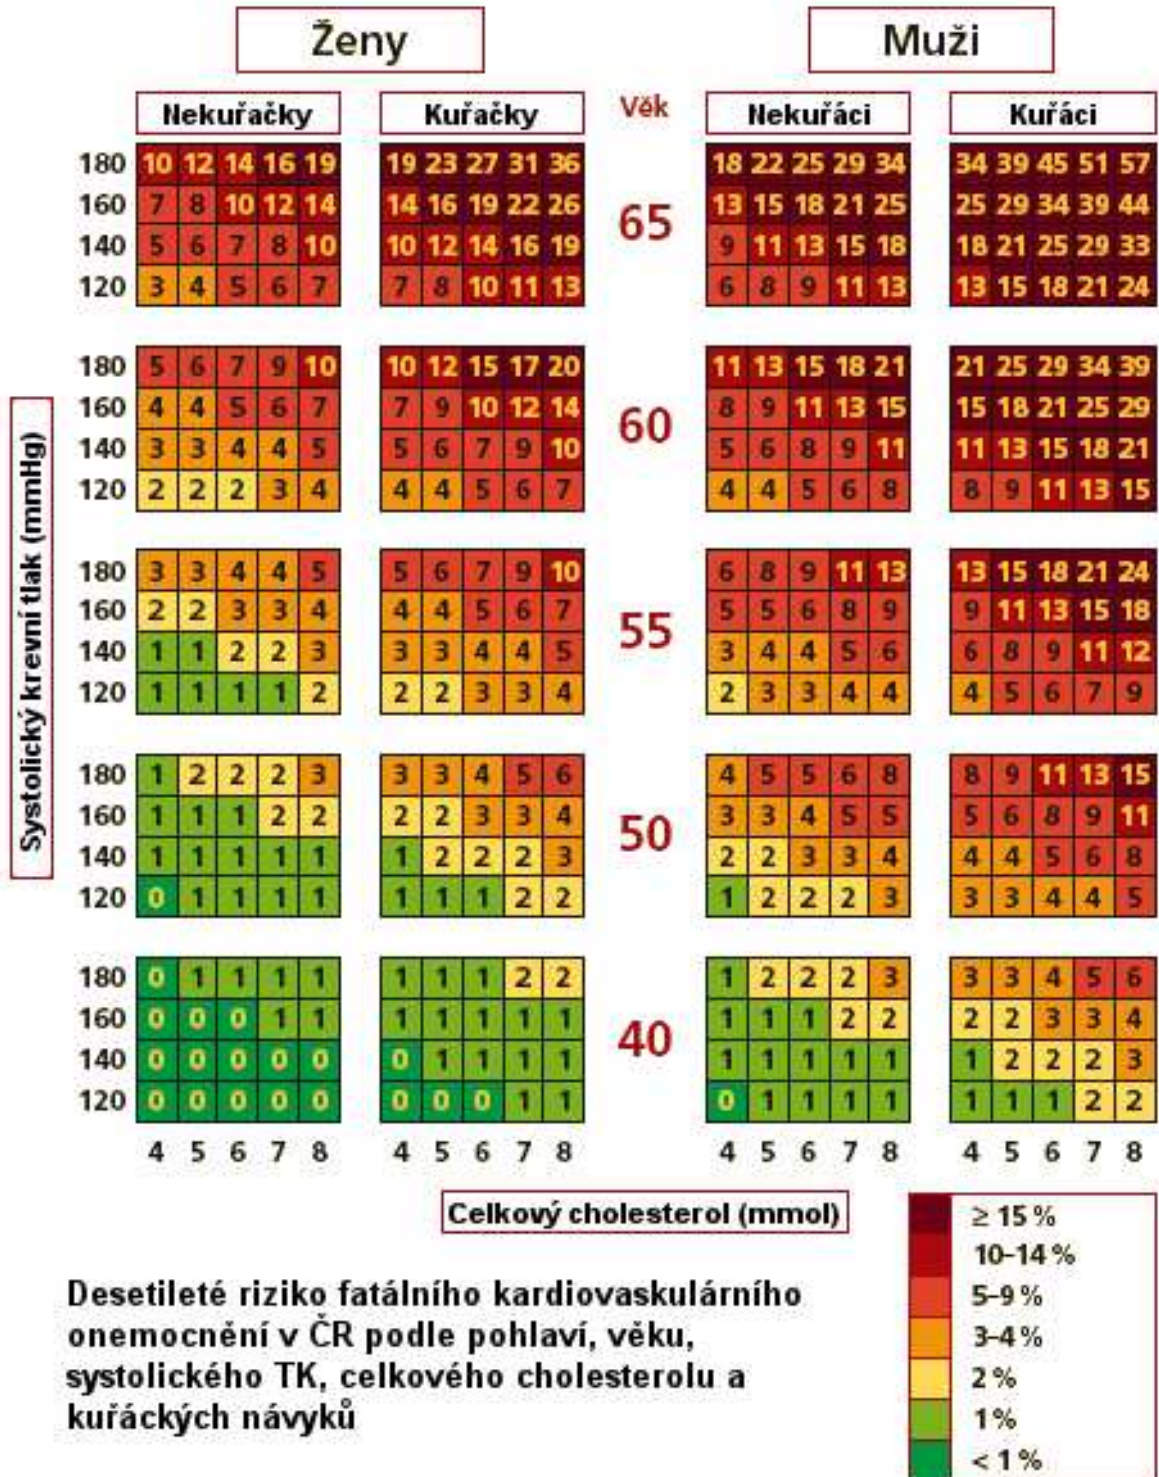 Ženy Muži
Nekuřačky Kuřačky Věk Nekuřáci Kuřáci
180 10 12 14 16 19 19 23 27 31 36 18 22 25 29 34 34 39 45 51 57
160 7 8 10 12 14 14 16 19 22 26 13 15 18 21 25 25 29 34 39 44
65
140 5 6 7 8 10 10 12 14 16 19 9 11 13 15 18 18 21 25 29 33
120 3 4 5 6 7 7 8 10 11 13 6 8 9 11 13 13 15 18 21 24
180 5 6 7 9 10 10 12 15 17 20 11 13 15 18 21 21 25 29 34 39
160 4 4 5 6 7 7 9 10 12 14 8 9 11 13 15 15 18 21 25 29
60
140 3 3 4 4 5 5 6 7 9 10 5 6 8 9 11 11 13 15 18 21
120 2 2 2 3 4 4 4 5 6 7 4 4 5 6 8 8 9 11 13 15
Systolický krevní tlak (mmHg)
180 3 3 4 4 5 5 6 7 9 10 6 8 9 11 13 13 15 18 21 24
160 2 2 3 3 4 4 4 5 6 7 5 5 6 8 9 9 11 13 15 18
55
140 1 1 2 2 3 3 3 4 4 5 3 4 4 5 6 6 8 9 11 12
120 1 1 1 1 2 2 2 3 3 4 2 3 3 4 4 4 5 6 7 9
180 1 2 2 2 3 3 3 4 5 6 4 5 5 6 8 8 9 11 13 15
160 1 1 1 2 2 2 2 3 3 4 3 3 4 5 5 5 6 8 9 11
50
140 1 1 1 1 1 1 2 2 2 3 2 2 3 3 4 4 4 5 6 8
120 0 1 1 1 1 1 1 1 2 2 1 2 2 2 3 3 3 4 4 5
180 0 1 1 1 1 1 1 1 2 2 1 2 2 2 3 3 3 4 5 6
160 0 0 0 1 1 1 1 1 1 1 1 1 1 2 2 2 2 3 3 4
40
140 0 0 0 0 0 0 1 1 1 1 1 1 1 1 1 1 2 2 2 3
120 0 0 0 0 0 0 0 0 1 1 0 1 1 1 1 1 1 1 2 2
4 5 6 7 8 4 5 6 7 8 4 5 6 7 8 4 5 6 7 8
Celkový cholesterol (mmol)
≥ 15 %
10–14 %
5–9 %
3–4 %
2 %
1 %
< 1 %
Desetileté riziko fatálního kardiovaskulárního
onemocnění v ČR podle pohlaví, věku,
systolického TK, celkového cholesterolu a
kuřáckých návyků